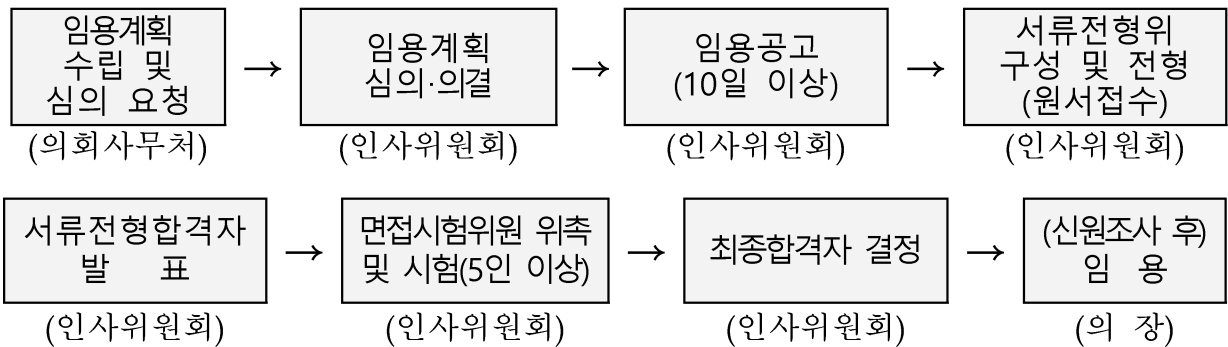 임용계획
수립 및
심의 요청
→
임용계획
심의·의결
→
임용공고
(10일 이상)
→
서류전형위
구성 및 전형
(원서접수)
(의회사무처)
(인사위원회)
(인사위원회)
(인사위원회)
서류전형합격자
발 표
→
면접시험위원 위촉
및 시험(5인 이상)
→
최종합격자 결정
→
(신원조사 후)
임 용
(인사위원회)
(인사위원회)
(인사위원회)
(의 장)